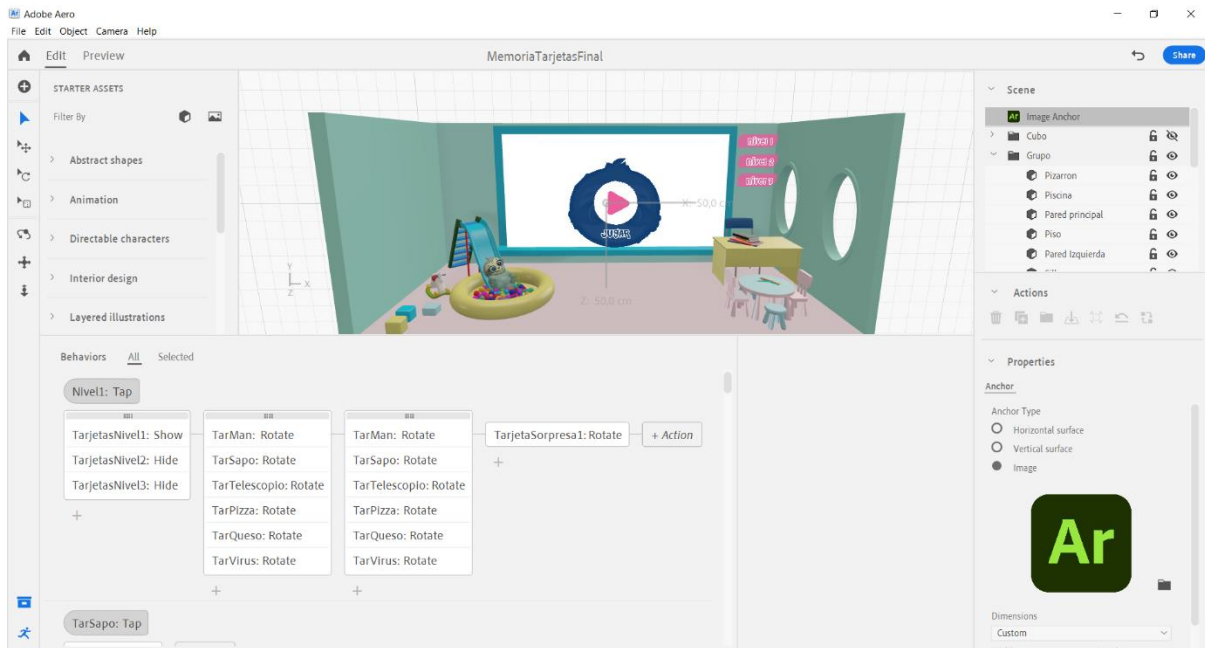 Ar Adobe Aero
File Edit Object Camera Help
Edit Preview
MemoriaTarjetasFinal
Share
STARTER ASSETS
Filter By
Abstract shapes
Animation
Directable characters
Interior design
Layered illustrations
nivel 1
nivel 2
nivel 3
X: 50,0 cm
JUGAR
Z: 50,0 cm
Y
X
Z
Scene
Ar Image Anchor
Cubo
Grupo
Pizarron
Piscina
Pared principal
Piso
Pared Izquierda
Actions
Properties
Anchor
Anchor Type
Horizontal surface
Vertical surface
Image
Ar
Dimensions
Custom
Behaviors All Selected
Nivel1: Tap
TarjetasNivel1: Show
TarjetasNivel2: Hide
TarjetasNivel3: Hide
+
TarMan: Rotate
TarSapo: Rotate
TarTelescopio: Rotate
TarPizza: Rotate
TarQueso: Rotate
TarVirus: Rotate
+
TarMan: Rotate
TarSapo: Rotate
TarTelescopio: Rotate
TarPizza: Rotate
TarQueso: Rotate
TarVirus: Rotate
+
TarjetaSorpresa1: Rotate
+
+ Action
TarSapo: Tap